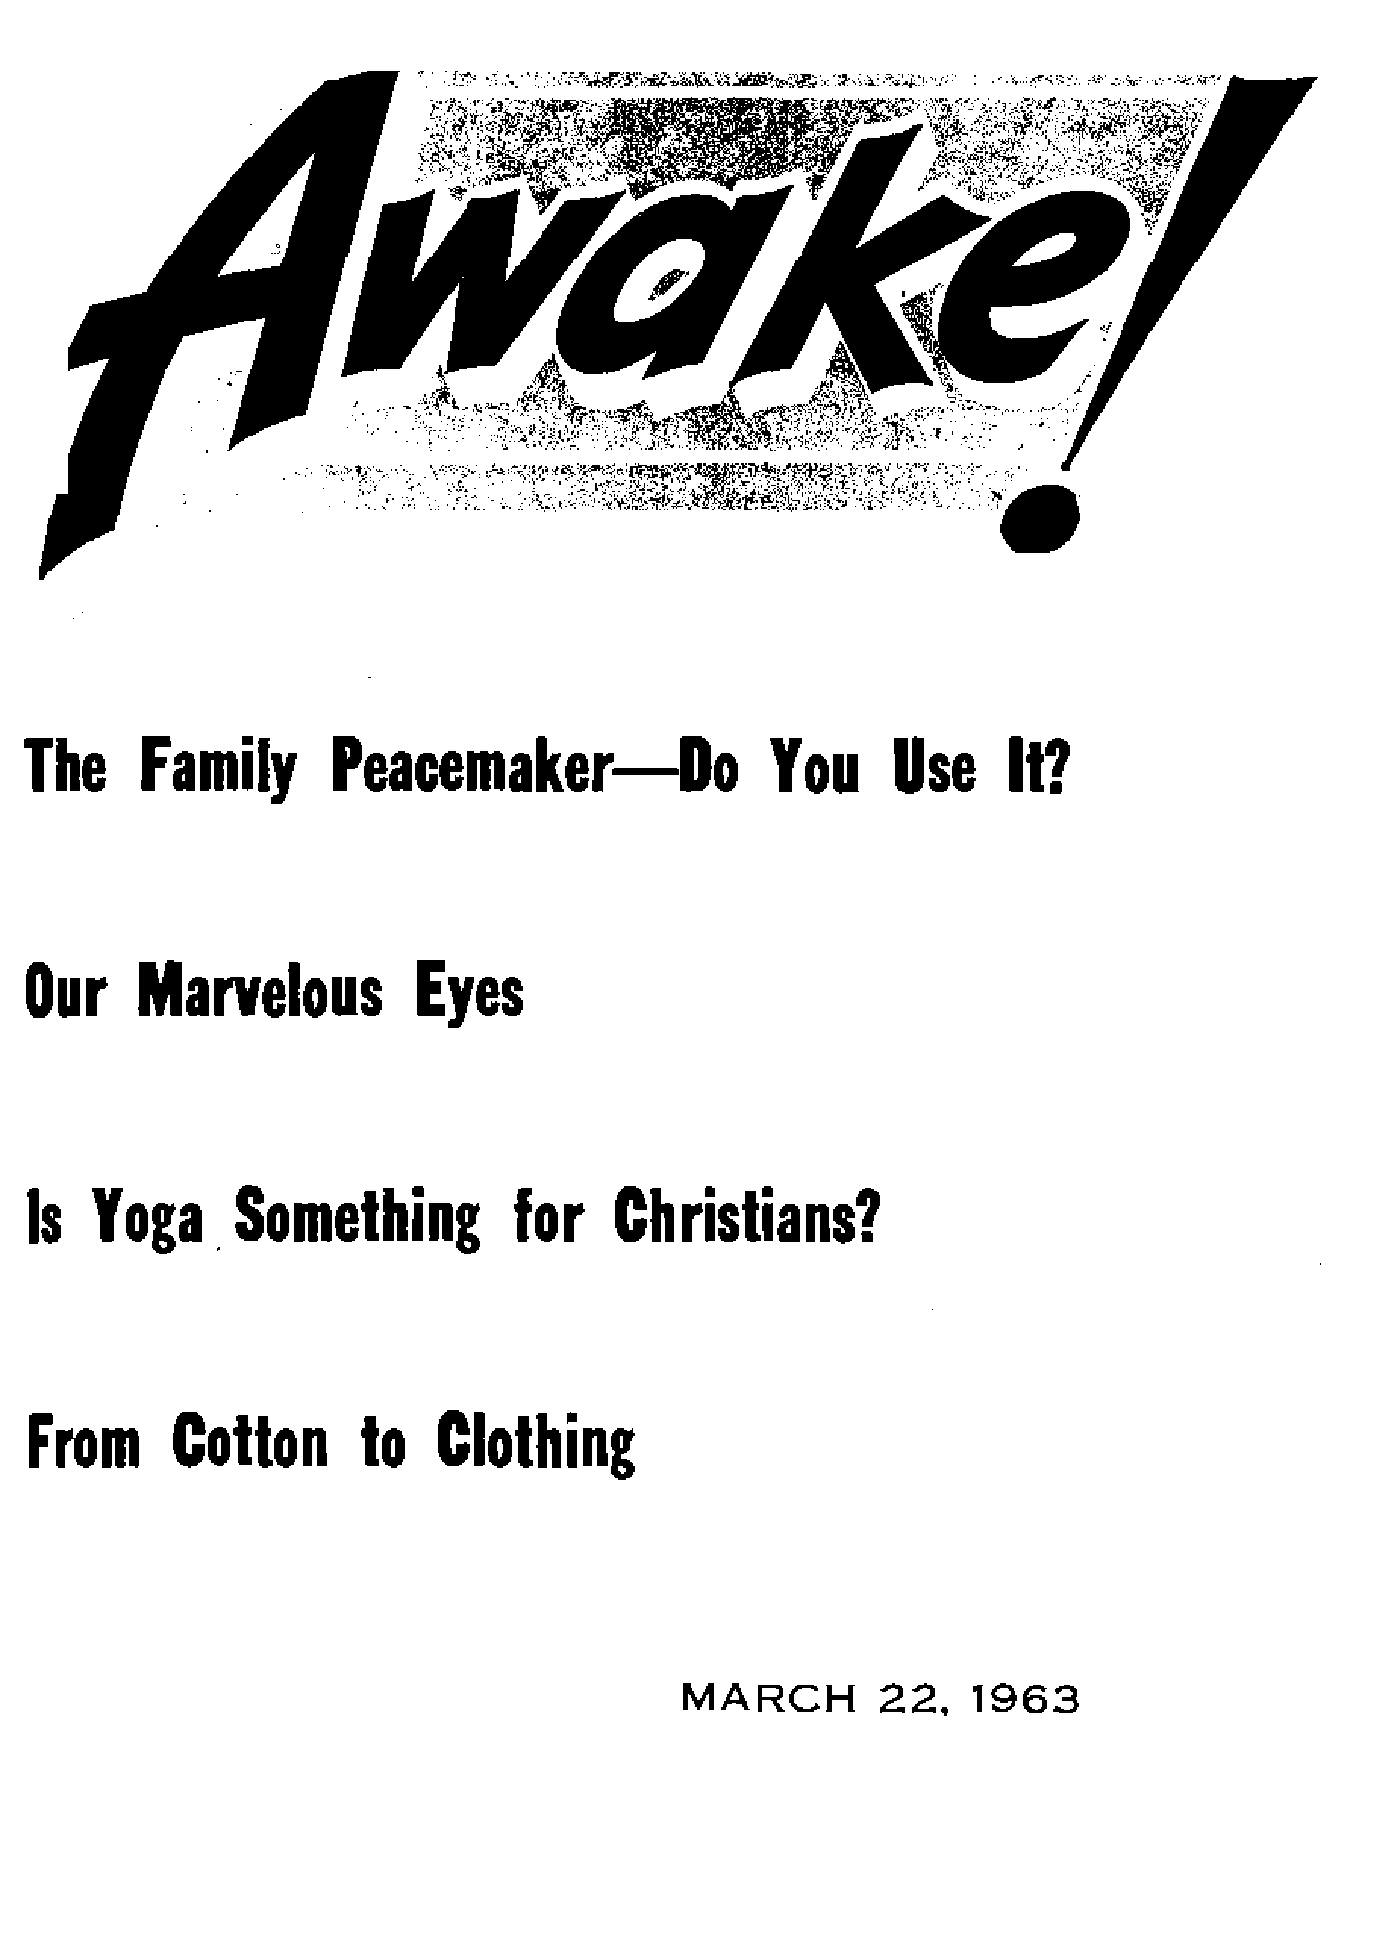 Awake!
The Family Peacemaker—Do You Use It?
Our Marvelous Eyes
Is Yoga Something for Christians?
From Cotton to Clothing
MARCH 22, 1963